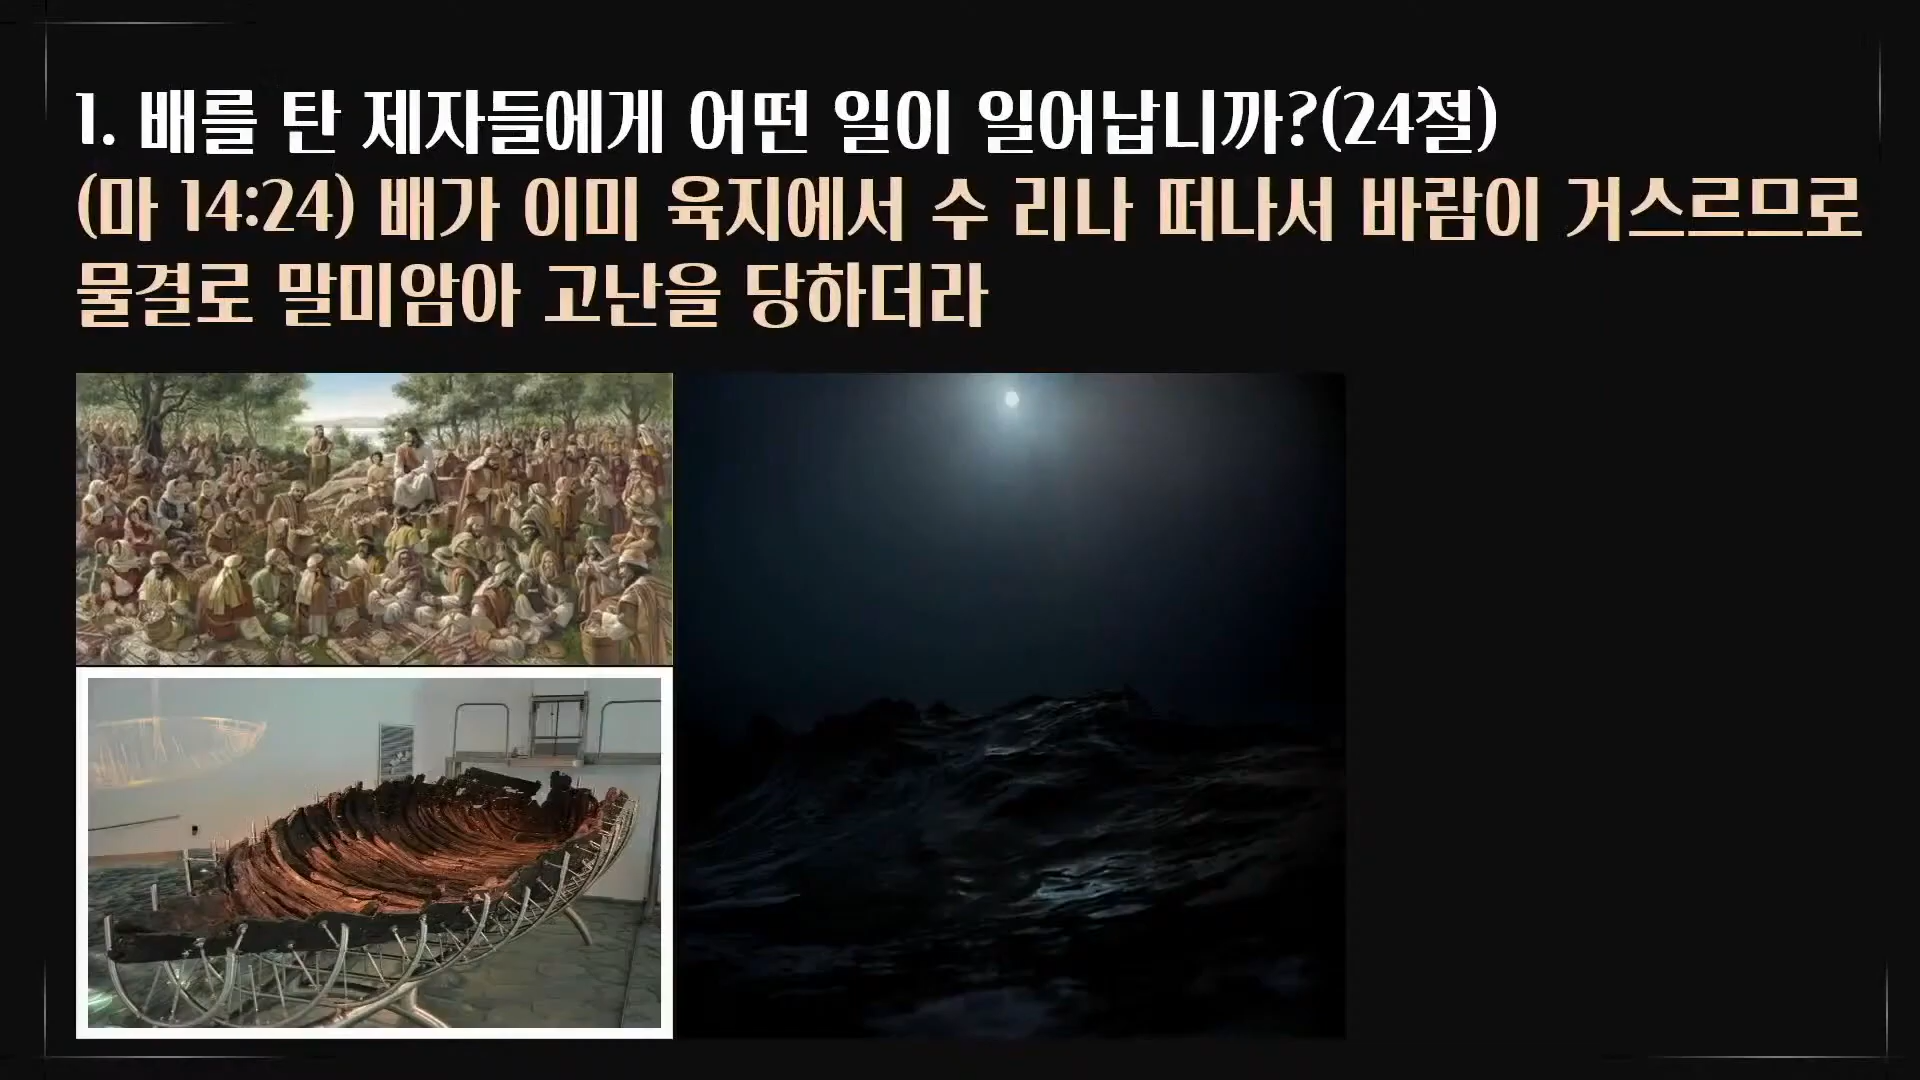 1. 배를 탄 제자들에게 어떤 일이 일어납니까?(24절)
(마 14:24) 배가 이미 육지에서 수 리나 떠나서 바람이 거스르므로
물결로 말미암아 고난을 당하더라